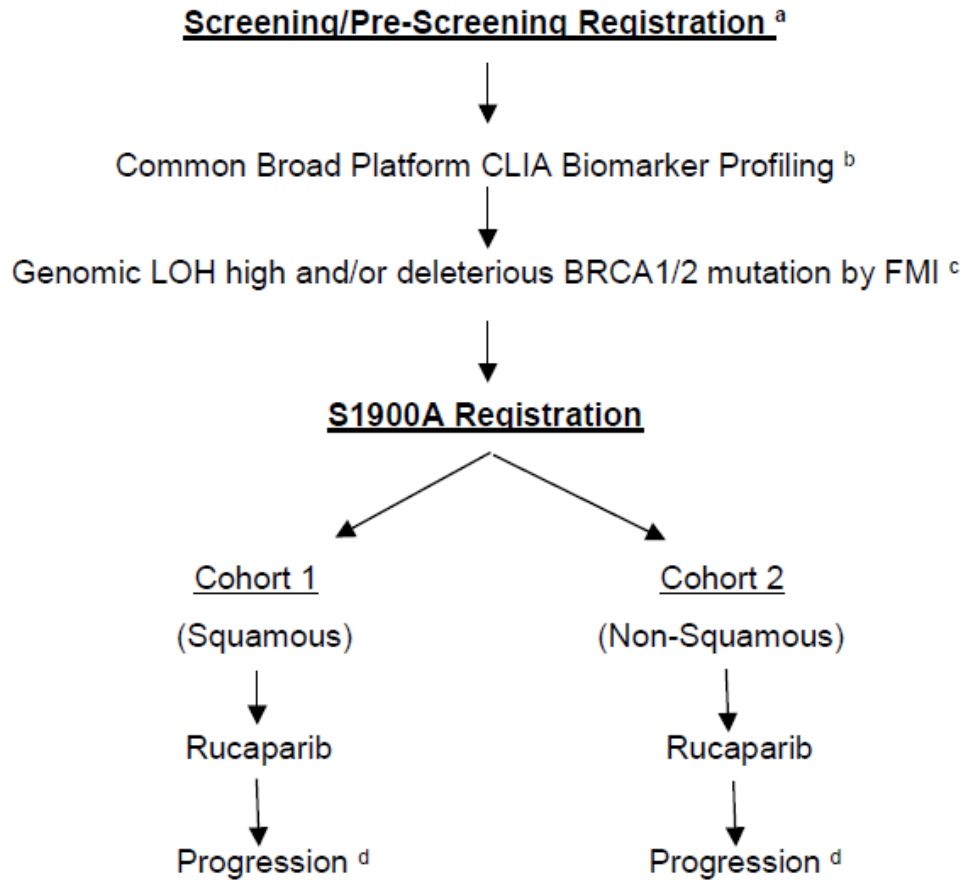 Screening/Pre-Screening Registration a
Common Broad Platform CLIA Biomarker Profiling b
Genomic LOH high and/or deleterious BRCA1/2 mutation by FMI c
S1900A Registration
Cohort 1
Cohort 2
(Squamous)
(Non-Squamous)
Rucaparib
Rucaparib
Progression d
Progression d